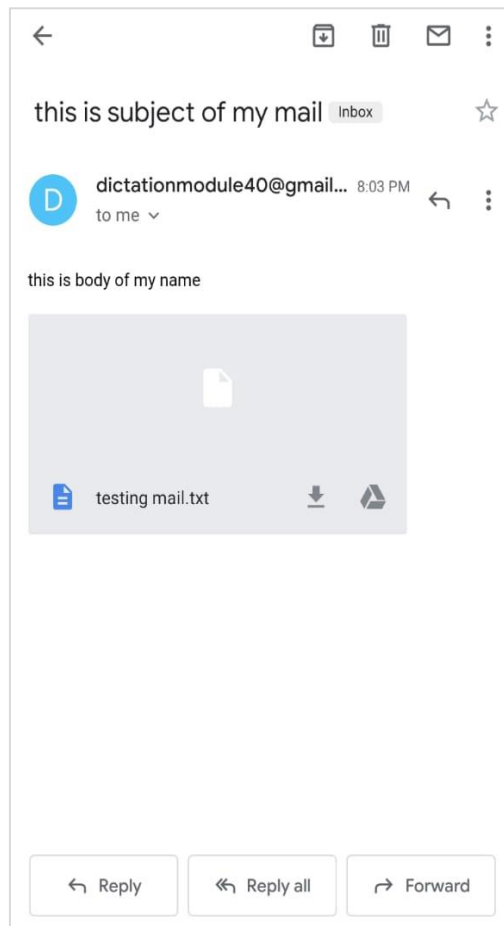 this is subject of my mail Inbox
D
dictationmodule40@gmail... 8:03 PM
to me
this is body of my name
testing mail.txt
Reply Reply all Forward